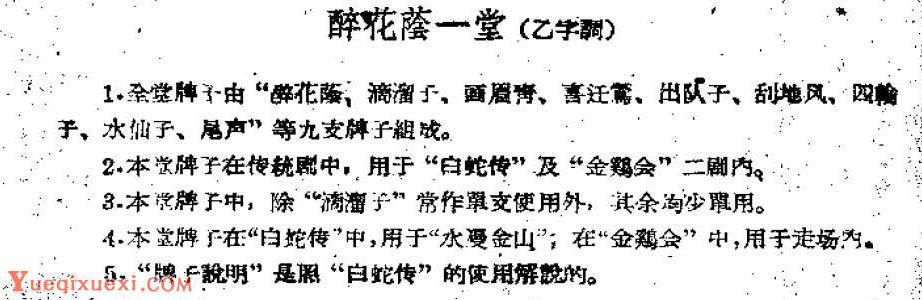 醉花蔭一堂（乙字調）
1.全堂牌子由“醉花蔭、滴溜子、画眉序、喜迁鶯、出队子、刮地风、四輪
子、水仙子、尾声”等九支牌子組成。
2.本堂牌子在传統剧中，用于“白蛇传”及“金鷄会”二剧内。
3.本堂牌子中，除“滴溜子”常作單支使用外，其余均少單用。
4.本堂牌子在“白蛇传”中，用于“水漫金山”；在“金鷄会”中，用于走场内。
5.“牌子說明”是照“白蛇传”的使用解說的。
Yueqixuexi.com